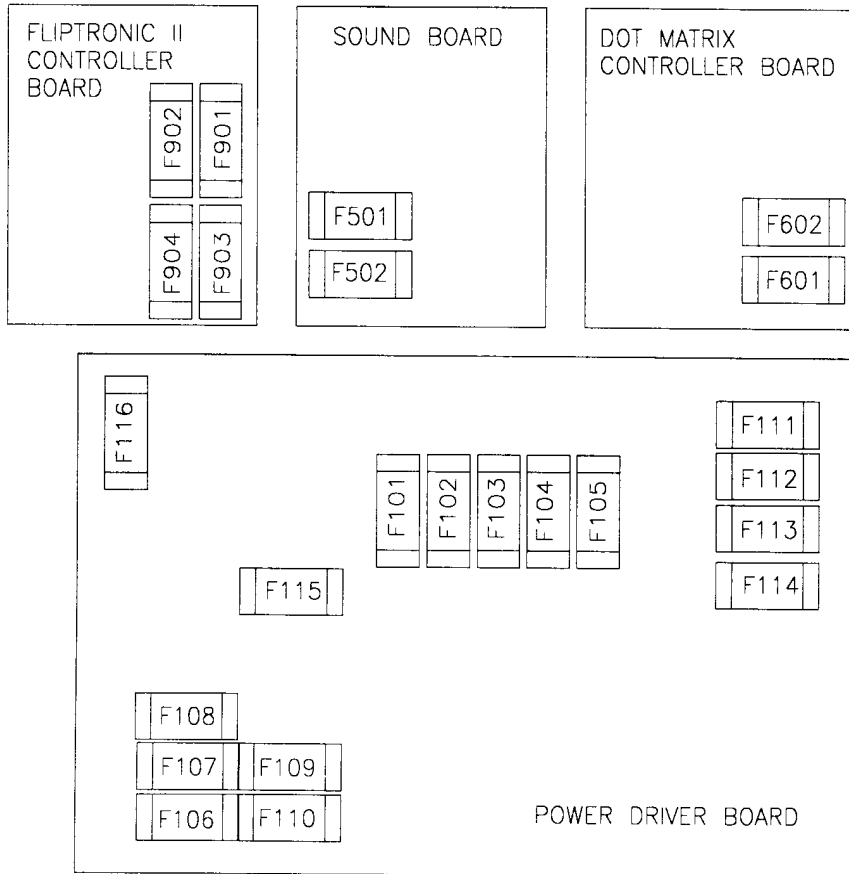 FLIPTRONIC II
CONTROLLER
BOARD
F902
F901
F904
F903
SOUND BOARD
F501
F502
DOT MATRIX
CONTROLLER BOARD
F602
F601
F116
F101
F102
F103
F104
F105
F111
F112
F113
F114
F115
F108
F107
F109
F106
F110
POWER DRIVER BOARD